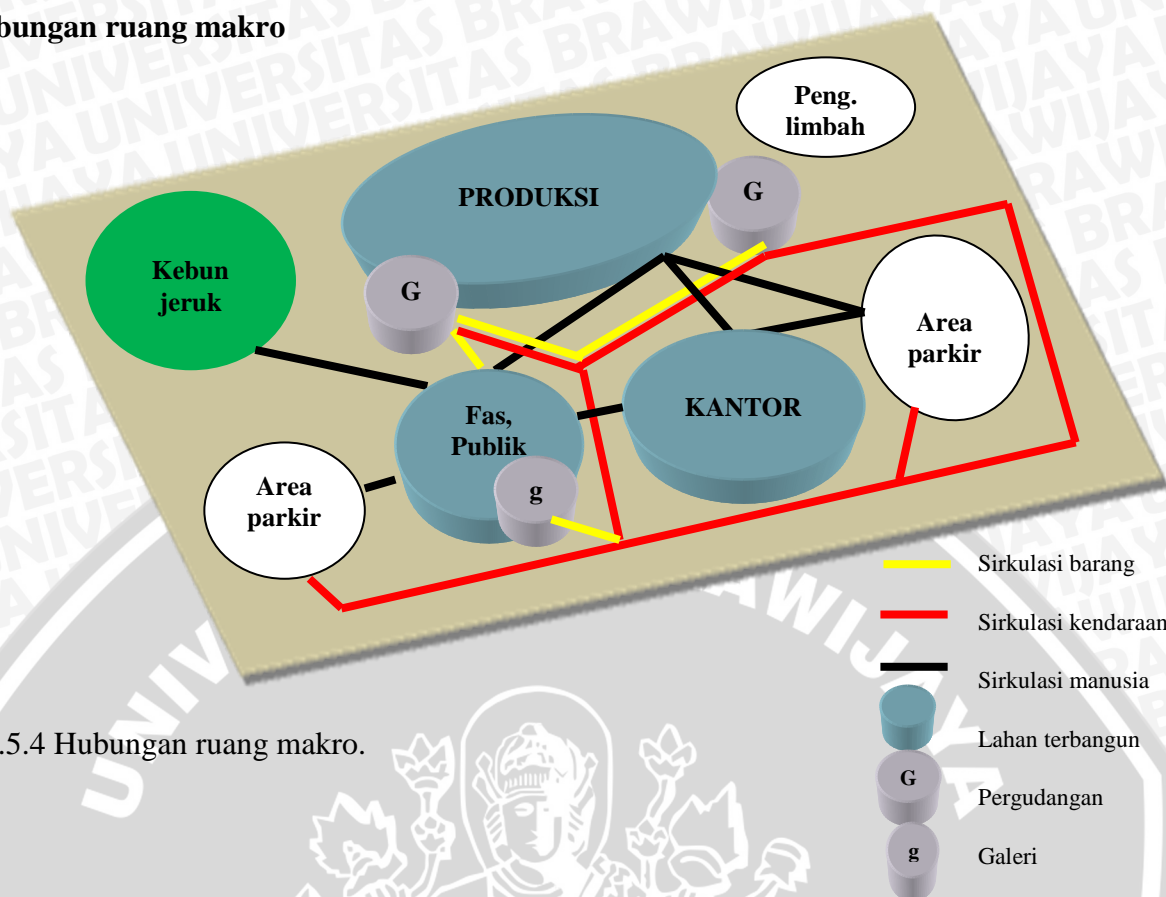 bungan ruang makro
Peng.
limbah
PRODUKSI
G
Kebun
jeruk
G
Area
parkir
Fas,
Publik
KANTOR
g
Area
parkir
Sirkulasi barang
Sirkulasi kendaraan
Sirkulasi manusia
.5.4 Hubungan ruang makro.
Lahan terbangun
G
Pergudangan
g
Galeri